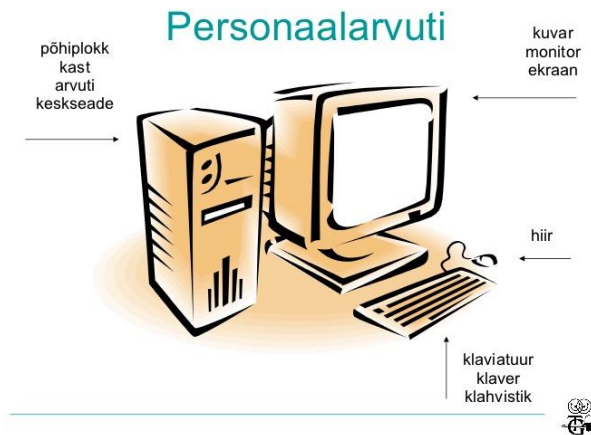 Personaalarvuti
põhiplokk
kast
arvuti
keskseade
kuvar
monitor
ekraan
hiir
klaviatuur
klaver
klahvistik